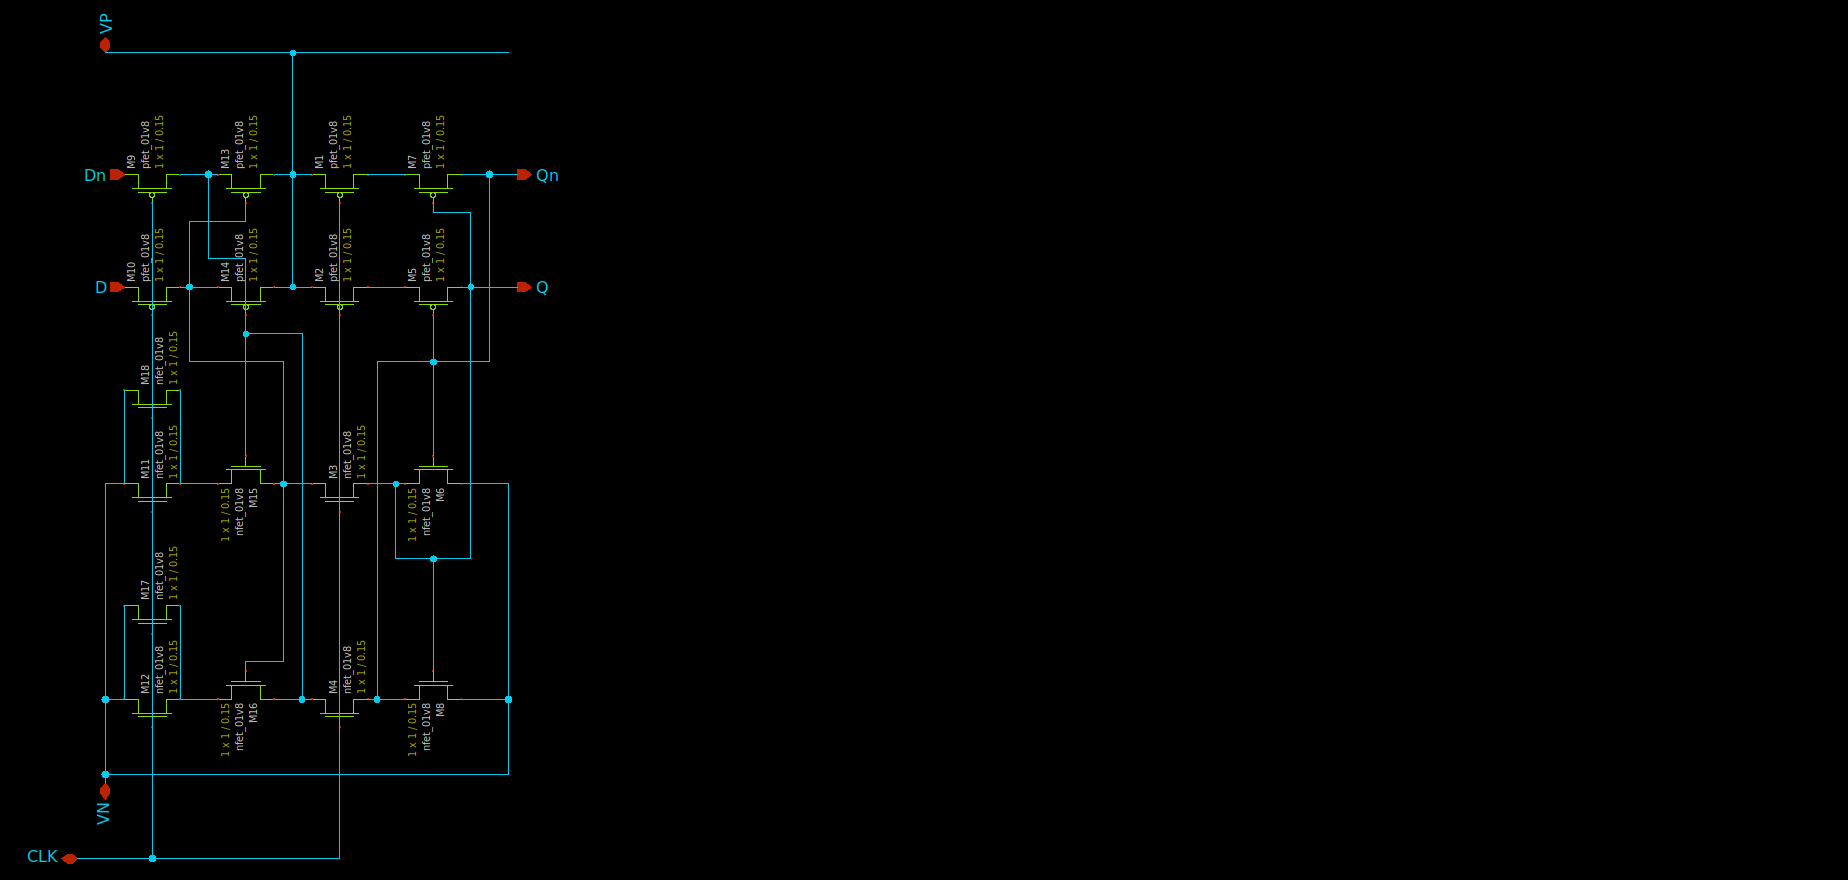 VP
M9
pfet_01v8
1 x 1 / 0.15
M13
pfet_01v8
1 x 1 / 0.15
M1
pfet_01v8
1 x 1 / 0.15
M7
pfet_01v8
1 x 1 / 0.15
Dn
Qn
M10
pfet_01v8
1 x 1 / 0.15
M14
pfet_01v8
1 x 1 / 0.15
M2
pfet_01v8
1 x 1 / 0.15
M5
pfet_01v8
1 x 1 / 0.15
D
Q
M18
nfet_01v8
1 x 1 / 0.15
M11
nfet_01v8
1 x 1 / 0.15
1 x 1 / 0.15
nfet_01v8
M15
M3
nfet_01v8
1 x 1 / 0.15
1 x 1 / 0.15
nfet_01v8
M6
M17
nfet_01v8
1 x 1 / 0.15
M12
nfet_01v8
1 x 1 / 0.15
1 x 1 / 0.15
nfet_01v8
M16
M4
nfet_01v8
1 x 1 / 0.15
1 x 1 / 0.15
nfet_01v8
M8
VN
CLK